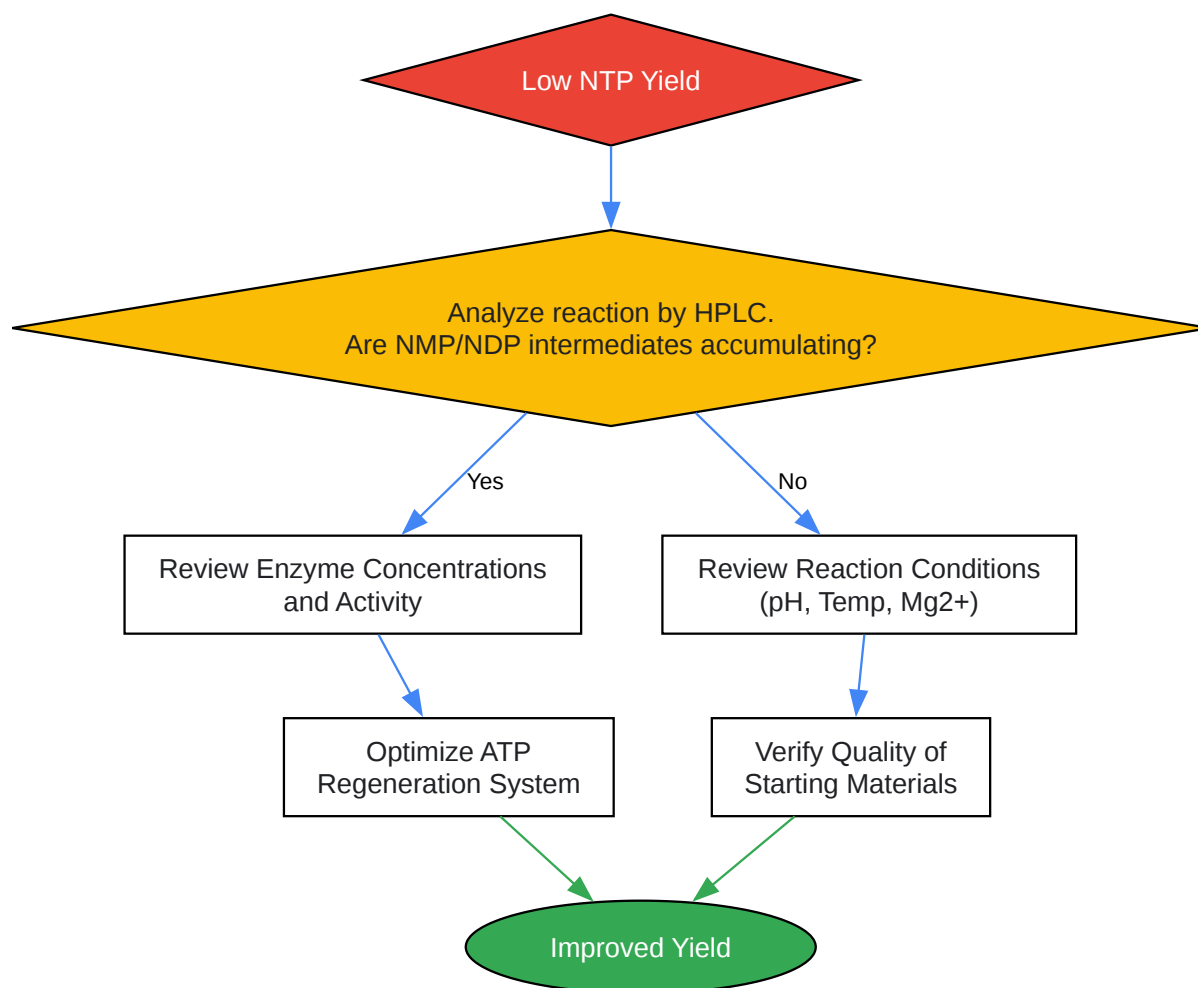 Low NTP Yield
Analyze reaction by HPLC.
Are NMP/NDP intermediates accumulating?
Yes
No
Review Enzyme Concentrations
and Activity
Review Reaction Conditions
(pH, Temp, Mg2+)
Optimize ATP
Regeneration System
Verify Quality of
Starting Materials
Improved Yield